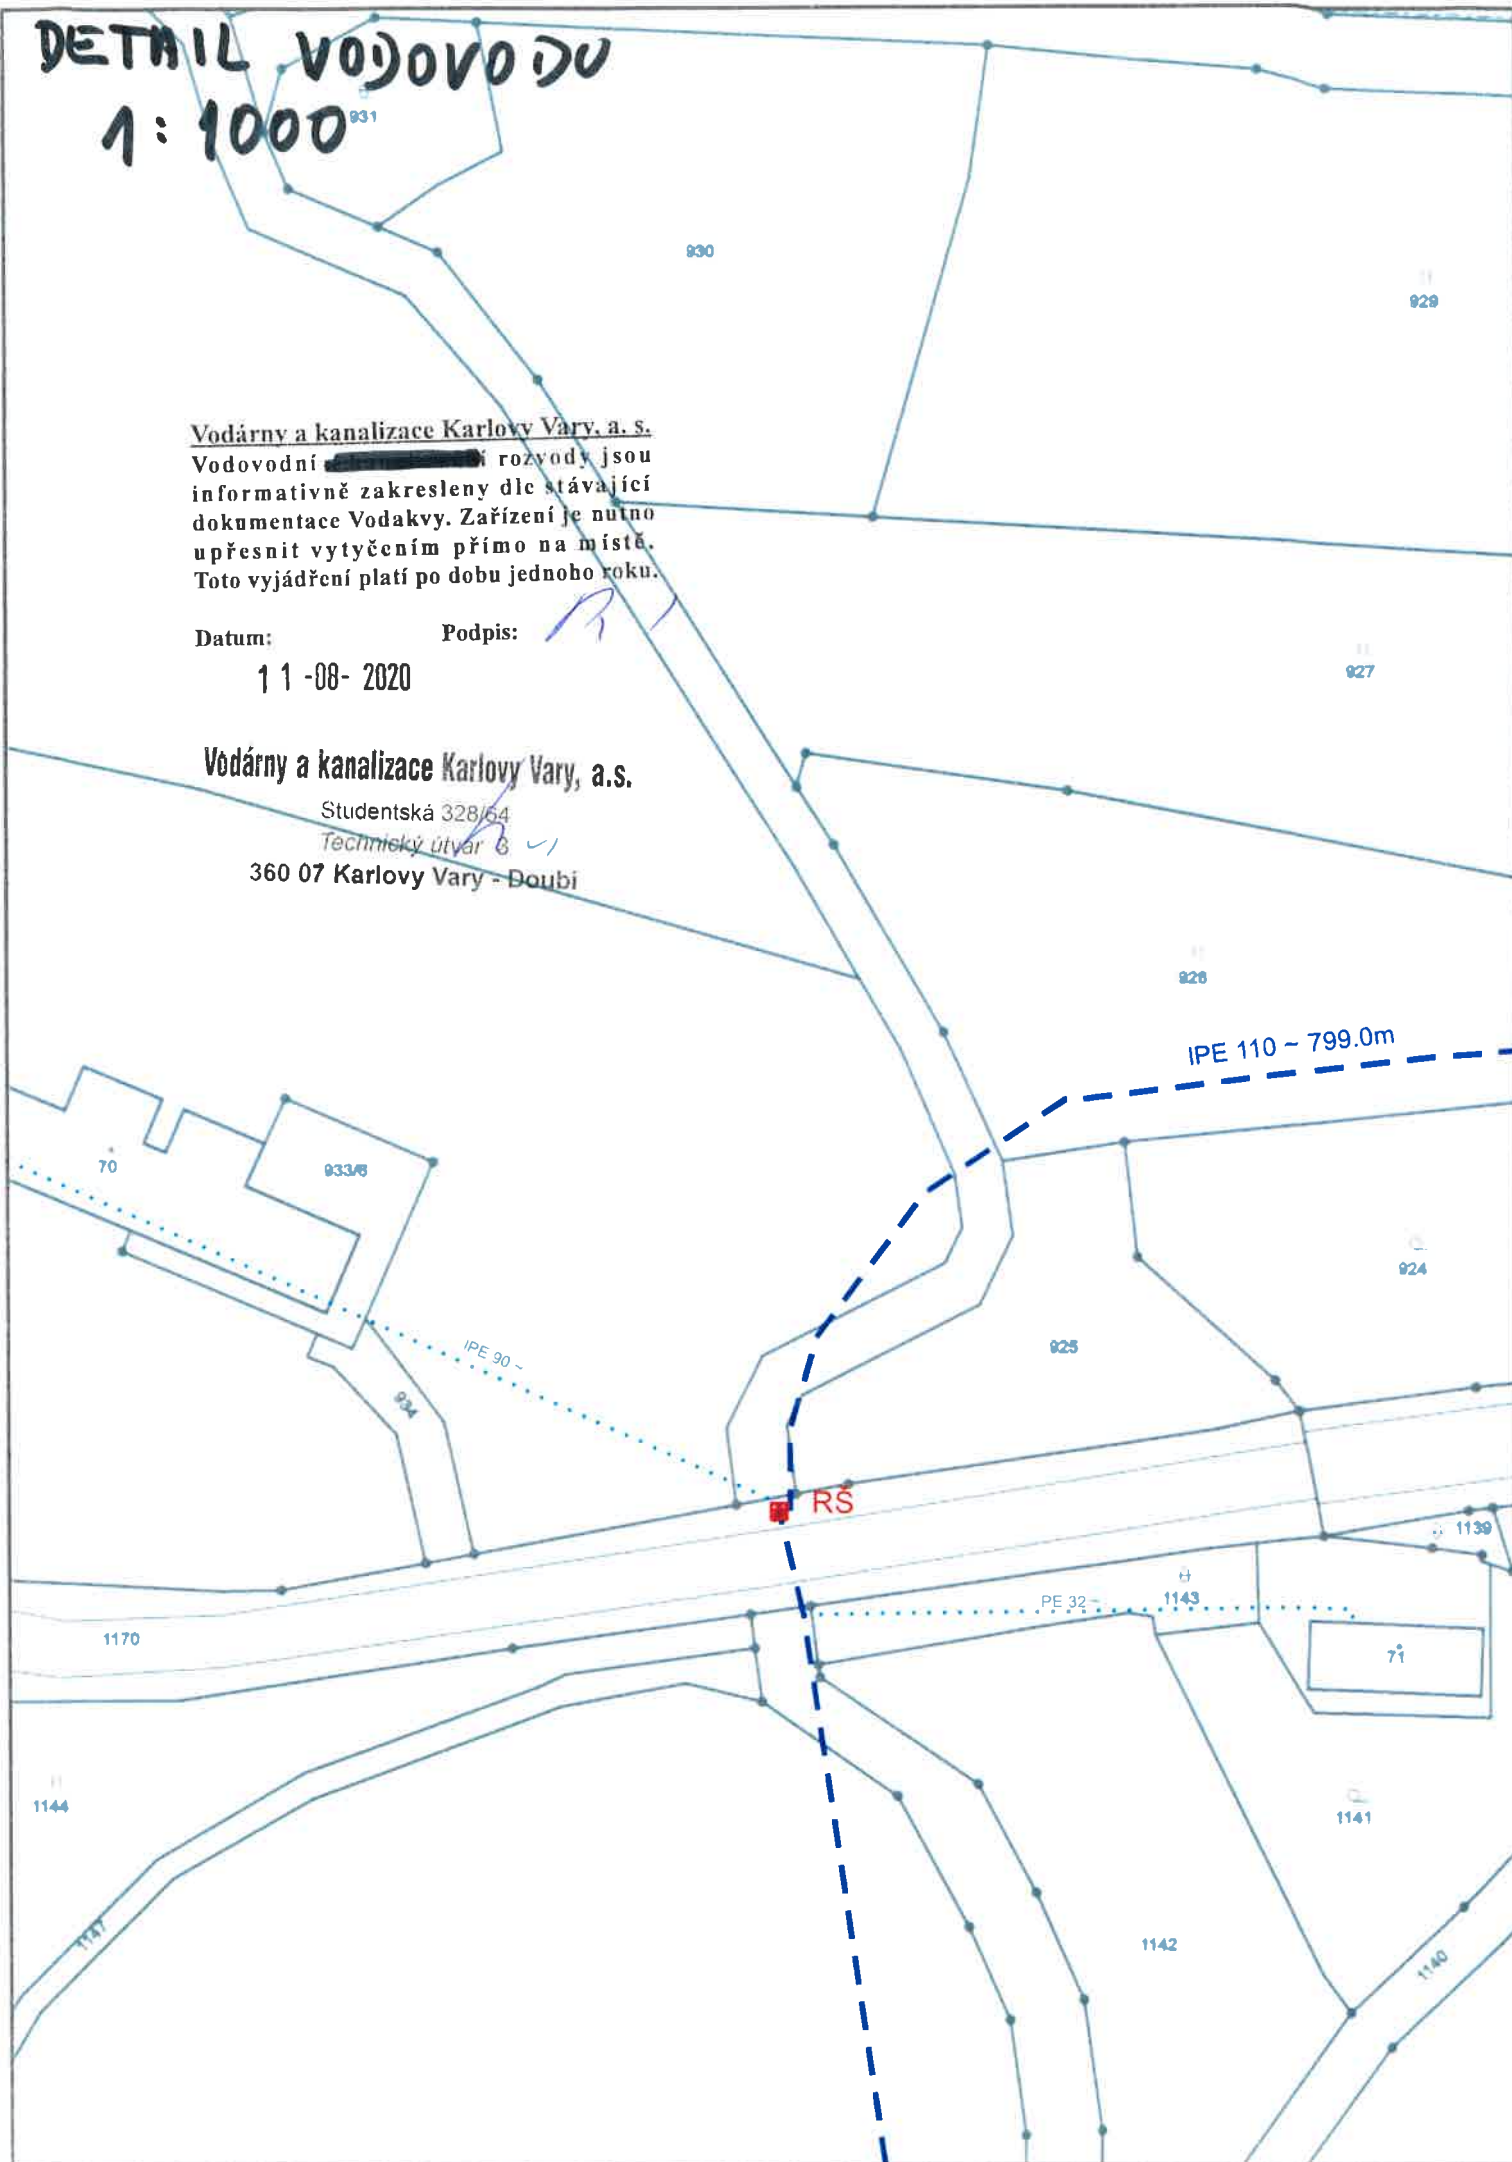 DETAIL VODOVODU
1:1000
931
930
929
Vodárny a kanalizace Karlovy Vary, a. s.
Vodovodní rozvody jsou
informativně zakresleny dle stávající
dokumentace Vodakvy. Zařízení je nutno
upřesnit vytyčením přímo na místě.
Toto vyjádření platí po dobu jednoho roku.
Datum: Podpis:
11-08-2020
927
Vodárny a kanalizace Karlovy Vary, a.s.
Studentská 328/64
Technický útvar 3
360 07 Karlovy Vary - Doubí
926
IPE 110 ~ 799.0m
70
933/6
924
925
IPE 90 ~
934
RŠ
1139
1143
PE 32 ~
1170
71
1144
1141
1147
1142
1140